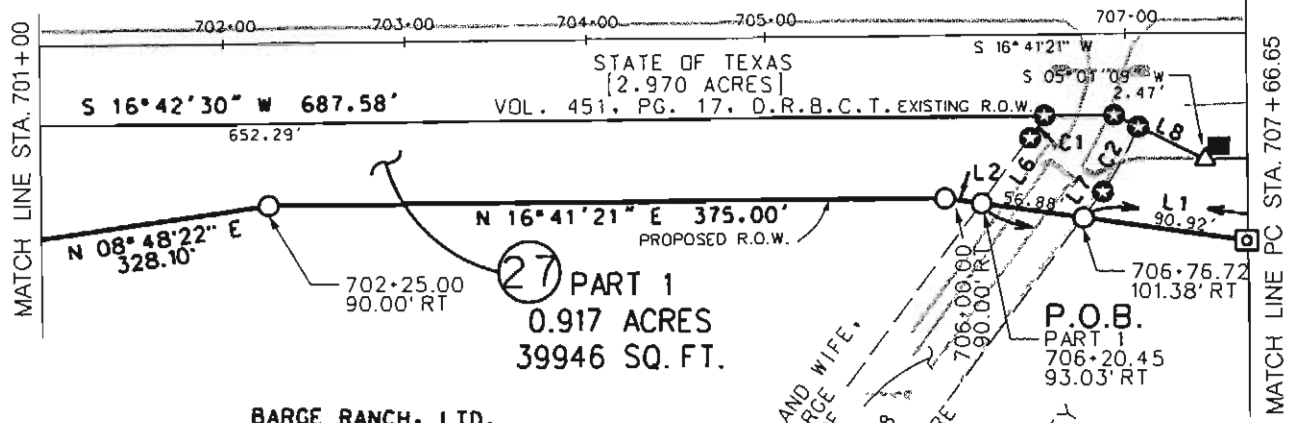 702+00
703+00
704+00
705+00
707+00
MATCH LINE STA. 701+00
STATE OF TEXAS
[2.970 ACRES]
VOL. 451, PG. 17, D.R.B.C.T. EXISTING R.O.W.
S 16°42'30" W 687.58'
652.29'
S 16°41'21" W
S 05°01'09" W
2.47'
C1
C2
L8
L6
L7
L2
L1
56.88'
90.92'
N 08°48'22" E
328.10'
N 16°41'21" E 375.00'
PROPOSED R.O.W.
702+25.00
90.00' RT
27
PART 1
0.917 ACRES
39946 SQ. FT.
706+00.00
90.00' RT
706+76.72
101.38' RT
P.O.B.
PART 1
706+20.45
93.03' RT
MATCH LINE PC STA. 707+66.65
BARGE RANCH, LTD.
AND WIFE,